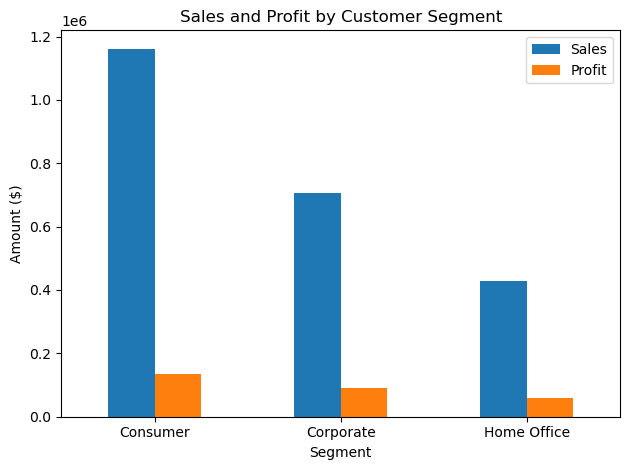 Sales and Profit by Customer Segment
1e6
Sales
Profit
1.2
1.0
0.8
0.6
0.4
0.2
0.0
Amount ($)
Consumer
Corporate
Home Office
Segment